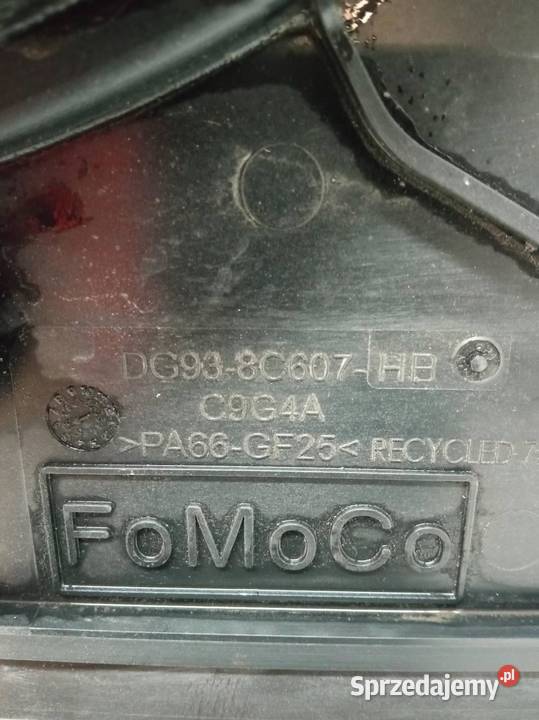 DG93-8C607-HB
C9G4A
>PA66-GF25< RECYCLED
FoMoCo
Sprzedajemy.pl